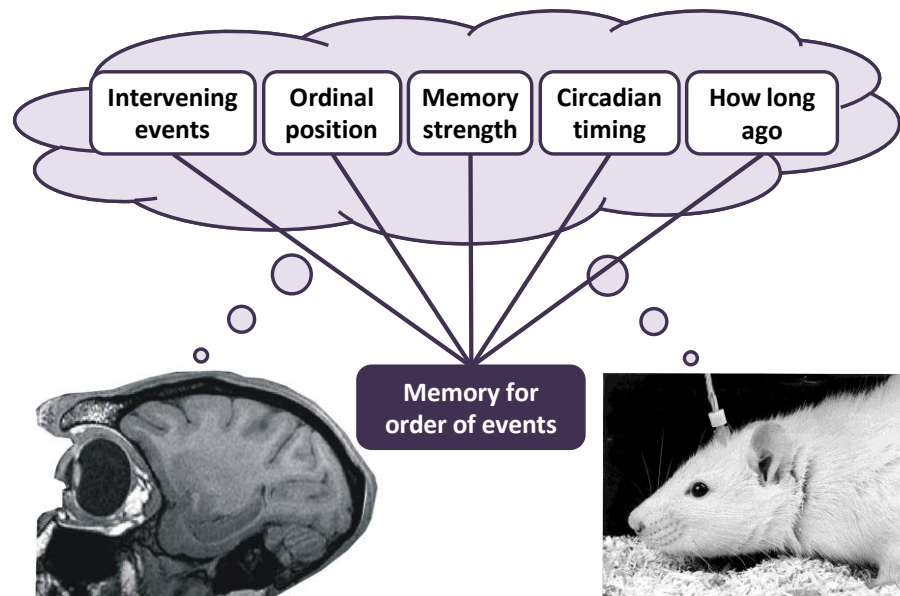 Intervening
events
Ordinal
position
Memory
strength
Circadian
timing
How long
ago
Memory for
order of events